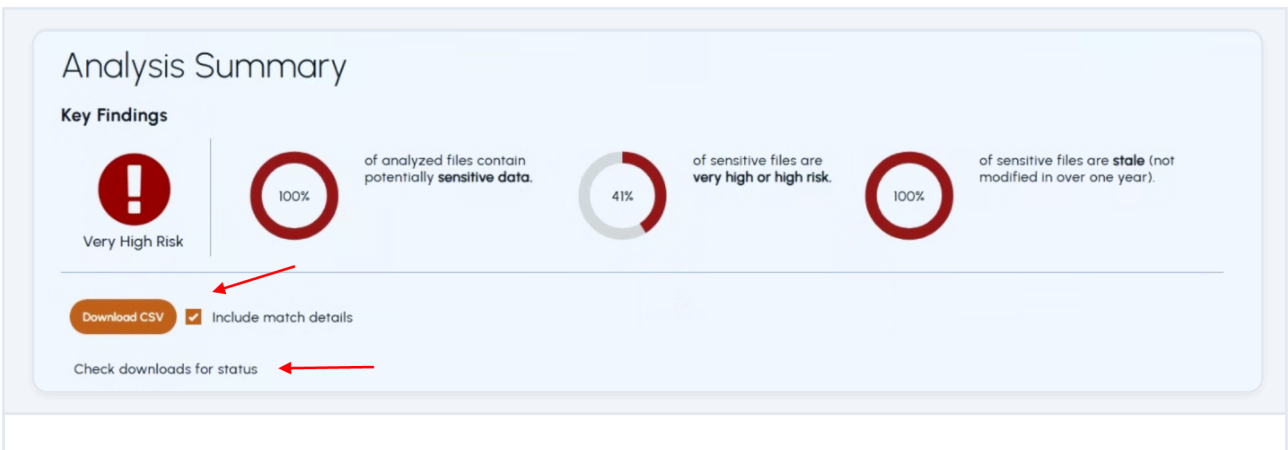 Analysis Summary
Key Findings
Very High Risk
100%
of analyzed files contain
potentially sensitive data.
41%
of sensitive files are
very high or high risk.
100%
of sensitive files are stale (not
modified in over one year).
Download CSV
Include match details
Check downloads for status